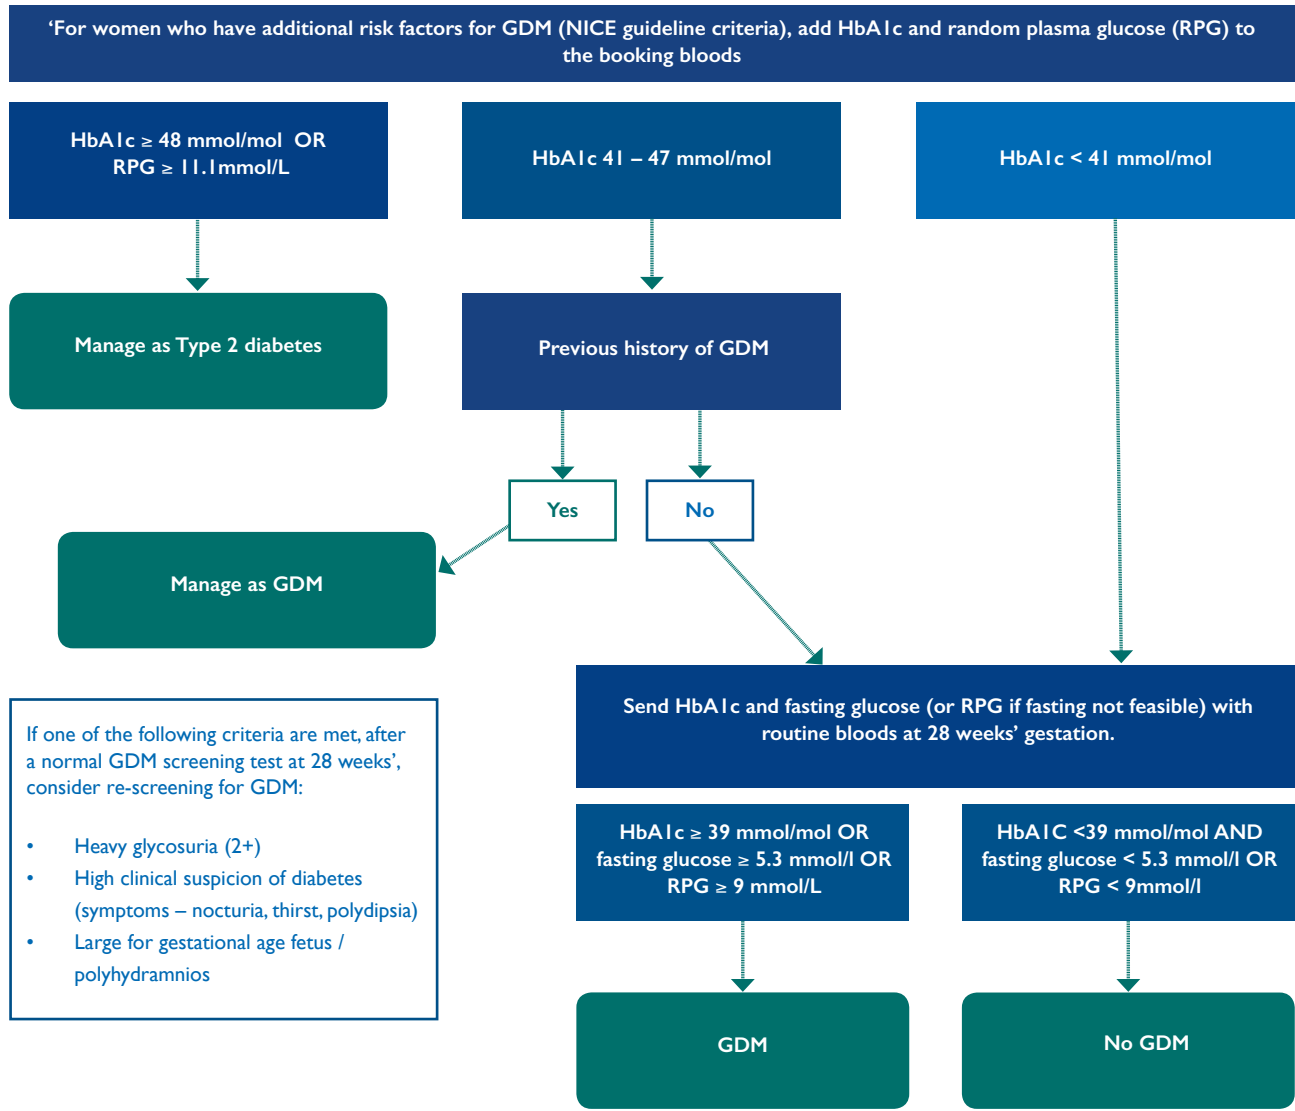 ‘For women who have additional risk factors for GDM (NICE guideline criteria), add HbA1c and random plasma glucose (RPG) to
the booking bloods
HbA1c ≥ 48 mmol/mol OR
RPG ≥ 11.1mmol/L
HbA1c 41 – 47 mmol/mol
HbA1c < 41 mmol/mol
Manage as Type 2 diabetes
Previous history of GDM
Yes
No
Manage as GDM
Send HbA1c and fasting glucose (or RPG if fasting not feasible) with
routine bloods at 28 weeks’ gestation.
If one of the following criteria are met, after
a normal GDM screening test at 28 weeks’,
consider re-screening for GDM:
• Heavy glycosuria (2+)
• High clinical suspicion of diabetes
(symptoms – nocturia, thirst, polydipsia)
• Large for gestational age fetus /
polyhydramnios
HbA1c ≥ 39 mmol/mol OR
fasting glucose ≥ 5.3 mmol/l OR
RPG ≥ 9 mmol/L
HbA1C <39 mmol/mol AND
fasting glucose < 5.3 mmol/l OR
RPG < 9mmol/l
GDM
No GDM